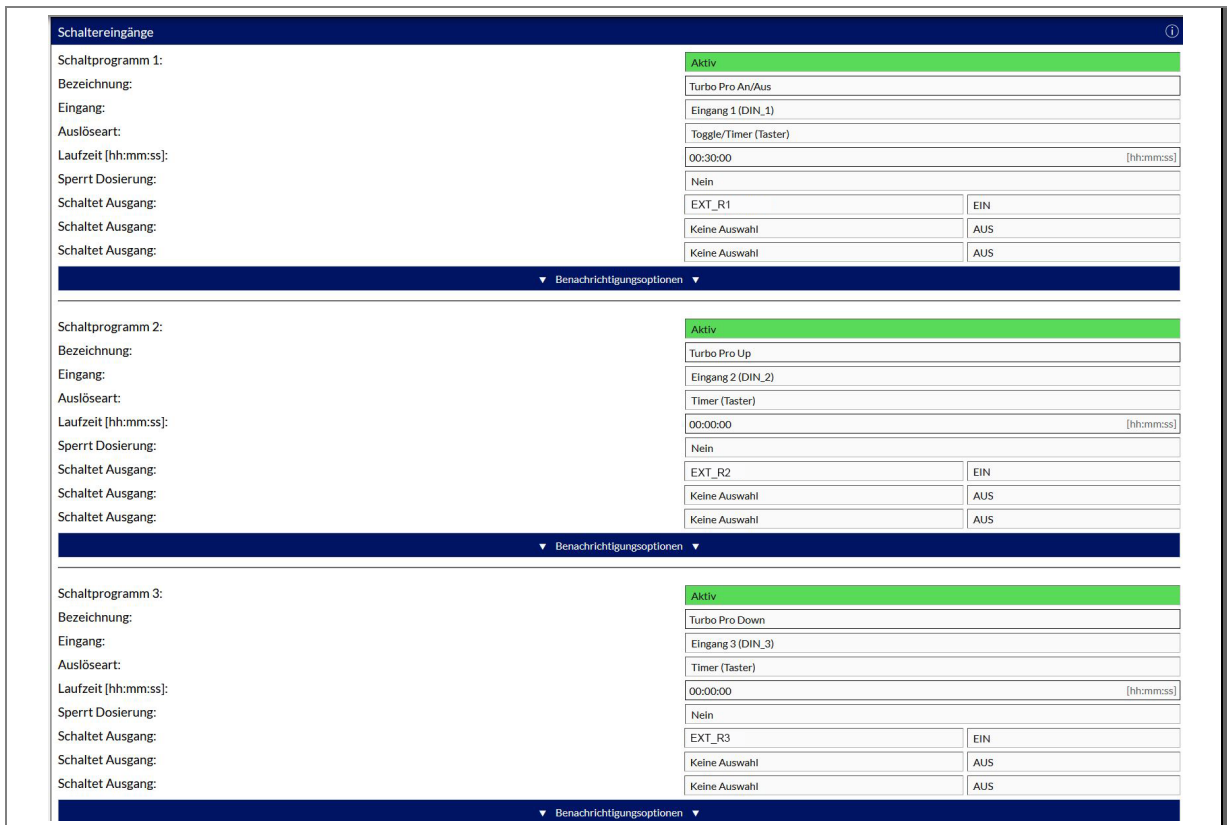 Schaltereingänge
Schaltprogramm 1: Aktiv
Bezeichnung: Turbo Pro An/Aus
Eingang: Eingang 1 (DIN_1)
Auslöseart: Toggle/Timer (Taster)
Laufzeit [hh:mm:ss]: 00:30:00 [hh:mm:ss]
Sperrt Dosierung: Nein
Schaltet Ausgang: EXT_R1 EIN
Schaltet Ausgang: Keine Auswahl AUS
Schaltet Ausgang: Keine Auswahl AUS
▼ Benachrichtigungsoptionen ▼
Schaltprogramm 2: Aktiv
Bezeichnung: Turbo Pro Up
Eingang: Eingang 2 (DIN_2)
Auslöseart: Timer (Taster)
Laufzeit [hh:mm:ss]: 00:00:00 [hh:mm:ss]
Sperrt Dosierung: Nein
Schaltet Ausgang: EXT_R2 EIN
Schaltet Ausgang: Keine Auswahl AUS
Schaltet Ausgang: Keine Auswahl AUS
▼ Benachrichtigungsoptionen ▼
Schaltprogramm 3: Aktiv
Bezeichnung: Turbo Pro Down
Eingang: Eingang 3 (DIN_3)
Auslöseart: Timer (Taster)
Laufzeit [hh:mm:ss]: 00:00:00 [hh:mm:ss]
Sperrt Dosierung: Nein
Schaltet Ausgang: EXT_R3 EIN
Schaltet Ausgang: Keine Auswahl AUS
Schaltet Ausgang: Keine Auswahl AUS
▼ Benachrichtigungsoptionen ▼